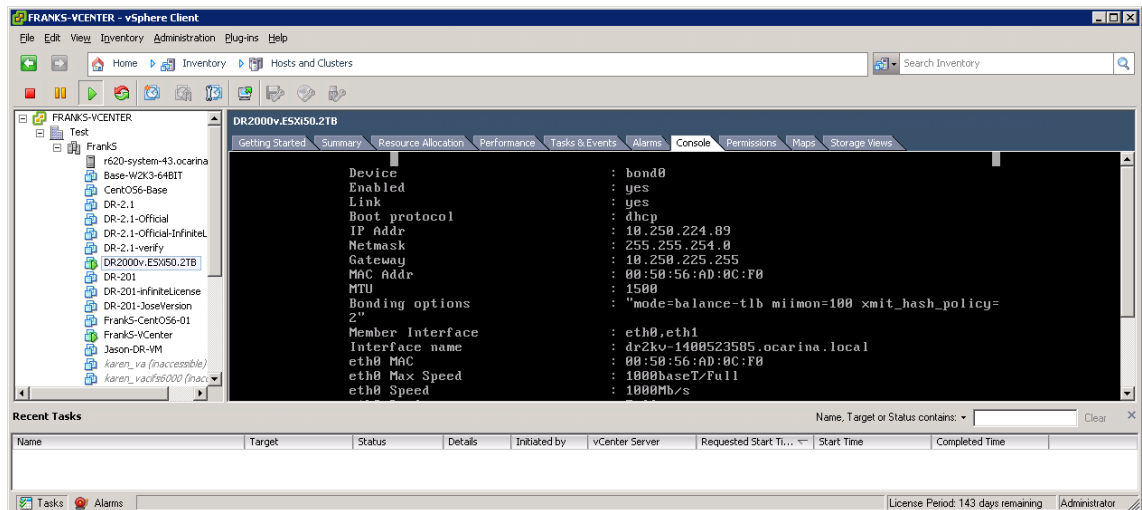 FRANKS-VCENTER - vSphere Client
File Edit View Inventory Administration Plug-ins Help
Home Inventory Hosts and Clusters
Search Inventory
FRANKS-VCENTER
Test
FrankS
r620-system-43.ocarina
Base-W2K3-64BIT
CentOS6-Base
DR-2.1
DR-2.1-Official
DR-2.1-Official-InfiniteL
DR-2.1-verify
DR2000v.ESXi50.2TB
DR-201
DR-201-infiniteLicense
DR-201-JoseVersion
FrankS-CentOS6-01
FrankS-VCenter
Jason-DR-VM
karen_va (inaccessible)
karen_vacifs6000 (inacc
DR2000v.ESXi50.2TB
Getting Started Summary Resource Allocation Performance Tasks & Events Alarms Console Permissions Maps Storage Views
Device : bond0
Enabled : yes
Link : yes
Boot protocol : dhcp
IP Addr : 10.250.224.89
Netmask : 255.255.254.0
Gateway : 10.250.225.255
MAC Addr : 00:50:56:AD:0C:F0
MTU : 1500
Bonding options : "mode=balance-tlb miimon=100 xmit_hash_policy=
2"
Member Interface : eth0,eth1
Interface name : dr2kv-1400523585.ocarina.local
eth0 MAC : 00:50:56:AD:0C:F0
eth0 Max Speed : 1000baseT/Full
eth0 Speed : 1000Mb/s
Recent Tasks
Name, Target or Status contains: Clear
Name Target Status Details Initiated by vCenter Server Requested Start Ti... Start Time Completed Time
Tasks Alarms License Period: 143 days remaining Administrator